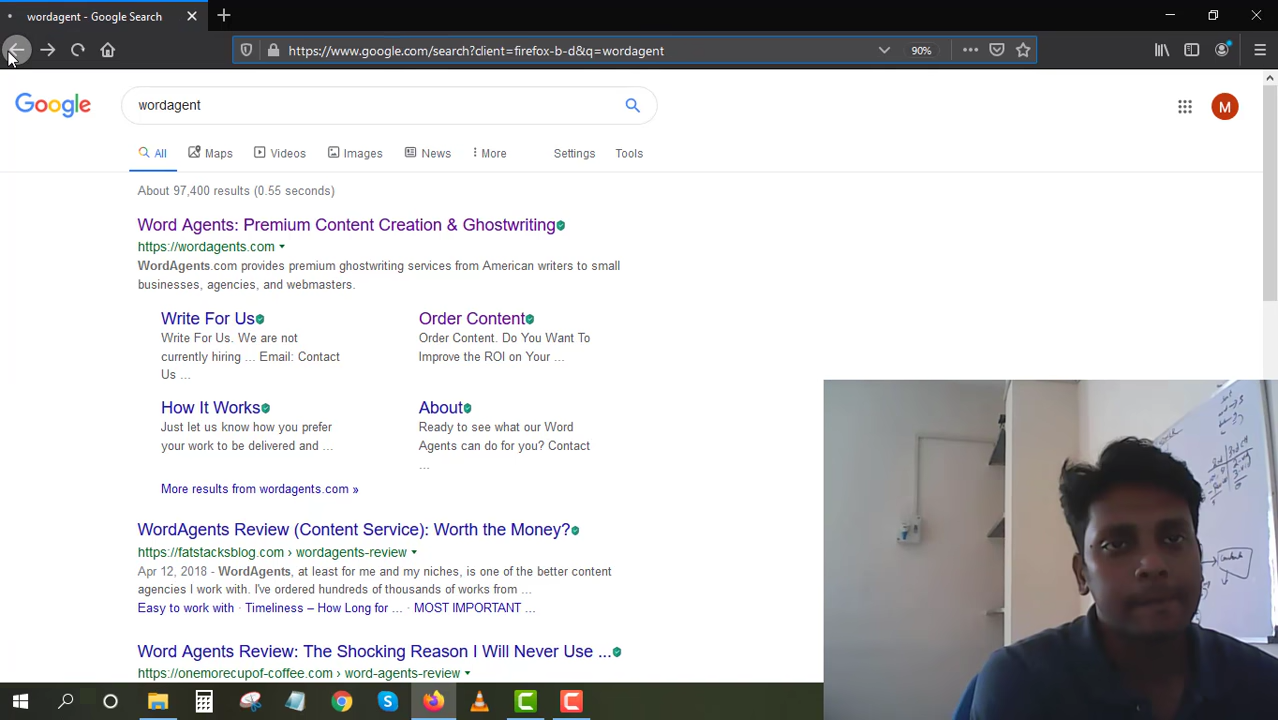 wordagent - Google Search
https://www.google.com/search?client=firefox-b-d&q=wordagent
90%
Google
wordagent
M
All
Maps
Videos
Images
News
More
Settings
Tools
About 97,400 results (0.55 seconds)
Word Agents: Premium Content Creation & Ghostwriting
https://wordagents.com
WordAgents.com provides premium ghostwriting services from American writers to small
businesses, agencies, and webmasters.
Write For Us
Write For Us. We are not
currently hiring ... Email: Contact
Us ...
Order Content
Order Content. Do You Want To
Improve the ROI on Your ...
How It Works
Just let us know how you prefer
your work to be delivered and ...
About
Ready to see what our Word
Agents can do for you? Contact
...
More results from wordagents.com »
WordAgents Review (Content Service): Worth the Money?
https://fatstacksblog.com › wordagents-review
Apr 12, 2018 - WordAgents, at least for me and my niches, is one of the better content
agencies I work with. I've ordered hundreds of thousands of works from ...
Easy to work with · Timeliness – How Long for ... · MOST IMPORTANT ...
Word Agents Review: The Shocking Reason I Will Never Use ...
https://onemorecupof-coffee.com › word-agents-review